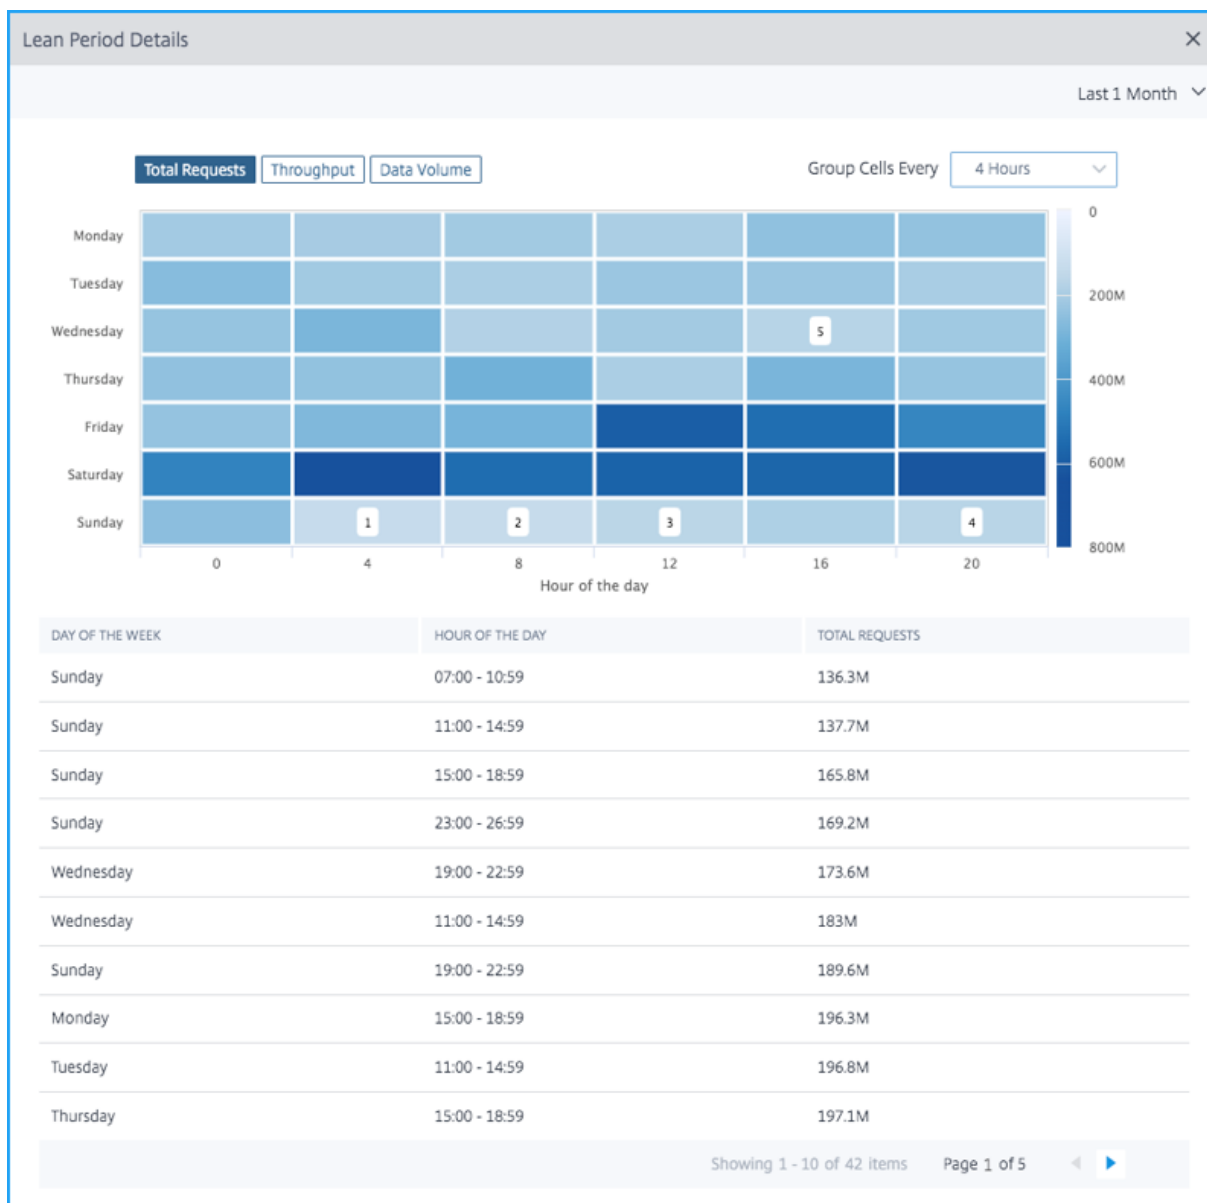 Lean Period Details
Last 1 Month
Total Requests Throughput Data Volume Group Cells Every 4 Hours
0
Monday
Tuesday
200M
Wednesday 5
Thursday
400M
Friday
Saturday
600M
Sunday 1 2 3 4
800M
0 4 8 12 16 20
Hour of the day
DAY OF THE WEEK HOUR OF THE DAY TOTAL REQUESTS
Sunday 07:00 - 10:59 136.3M
Sunday 11:00 - 14:59 137.7M
Sunday 15:00 - 18:59 165.8M
Sunday 23:00 - 26:59 169.2M
Wednesday 19:00 - 22:59 173.6M
Wednesday 11:00 - 14:59 183M
Sunday 19:00 - 22:59 189.6M
Monday 15:00 - 18:59 196.3M
Tuesday 11:00 - 14:59 196.8M
Thursday 15:00 - 18:59 197.1M
Showing 1 - 10 of 42 items Page 1 of 5